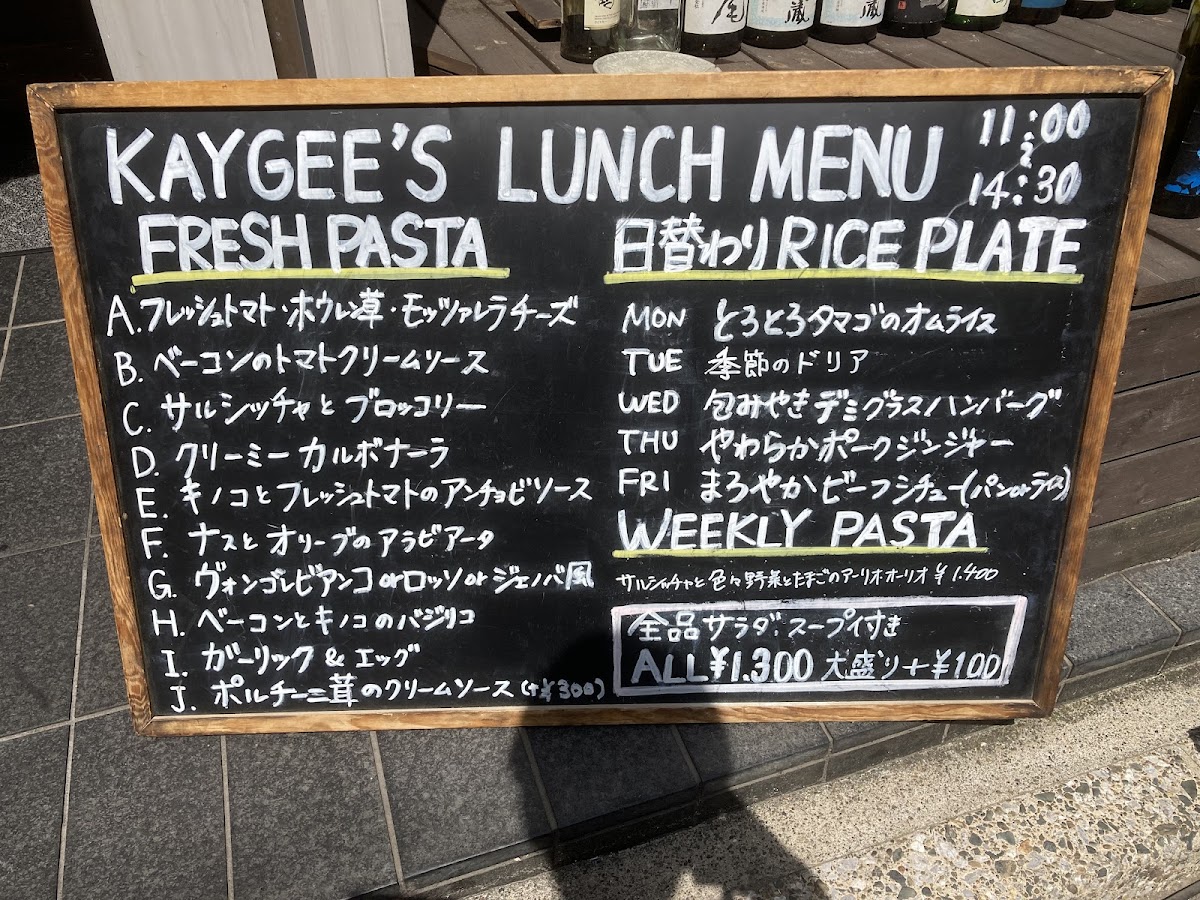 KAYGEE'S LUNCH MENU
11:00
～
14:30
FRESH PASTA
A. フレッシュトマト・ホウレン草・モッツァレラチーズ
B. ベーコンのトマトクリームソース
C. サルシッチャとブロッコリー
D. クリーミーカルボナーラ
E. キノコとフレッシュトマトのアンチョビソース
F. ナスとオリーブのアラビアータ
G. ヴォンゴレビアンコorロッソorジェノバ風
H. ベーコンとキノコのバジリコ
I. ガーリック & エッグ
J. ポルチーニ茸のクリームソース(+¥300)
日替わりRICE PLATE
MON とろとろタマゴのオムライス
TUE 季節のドリア
WED 包みやきデミグラスハンバーグ
THU やわらかポークジンジャー
FRI まろやかビーフシチュー(パンorライス)
WEEKLY PASTA
サルシッチャと色々野菜とたまごのアーリオオーリオ ¥1.400
全品サラダ・スープ付き
ALL ¥1.300 大盛り+¥100